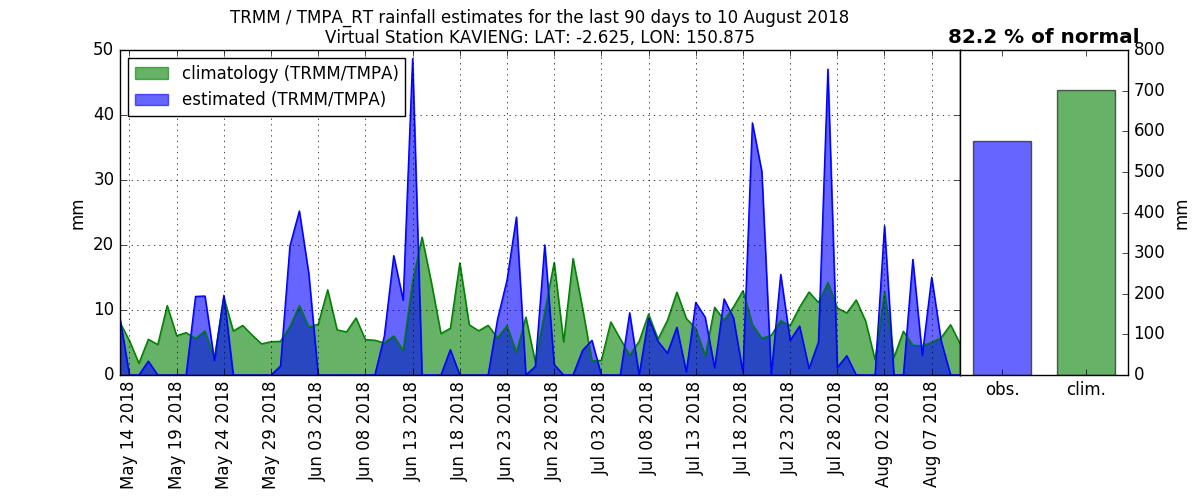 TRMM / TMPA_RT rainfall estimates for the last 90 days to 10 August 2018
Virtual Station KAVIENG: LAT: -2.625, LON: 150.875
82.2 % of normal
climatology (TRMM/TMPA)
estimated (TRMM/TMPA)
50
40
30
20
10
0
mm
May 14 2018
May 19 2018
May 24 2018
May 29 2018
Jun 03 2018
Jun 08 2018
Jun 13 2018
Jun 18 2018
Jun 23 2018
Jun 28 2018
Jul 03 2018
Jul 08 2018
Jul 13 2018
Jul 18 2018
Jul 23 2018
Jul 28 2018
Aug 02 2018
Aug 07 2018
obs.
clim.
800
700
600
500
400
300
200
100
0
mm